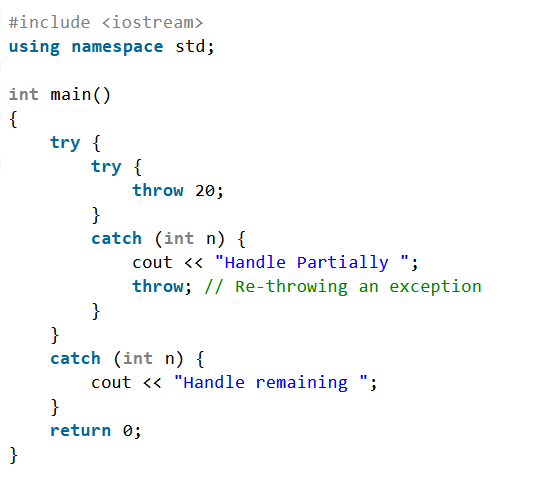 #include <iostream>
using namespace std;

int main()
{
    try {
        try {
            throw 20;
        }
        catch (int n) {
            cout << "Handle Partially ";
            throw; // Re-throwing an exception
        }
    }
    catch (int n) {
        cout << "Handle remaining ";
    }
    return 0;
}